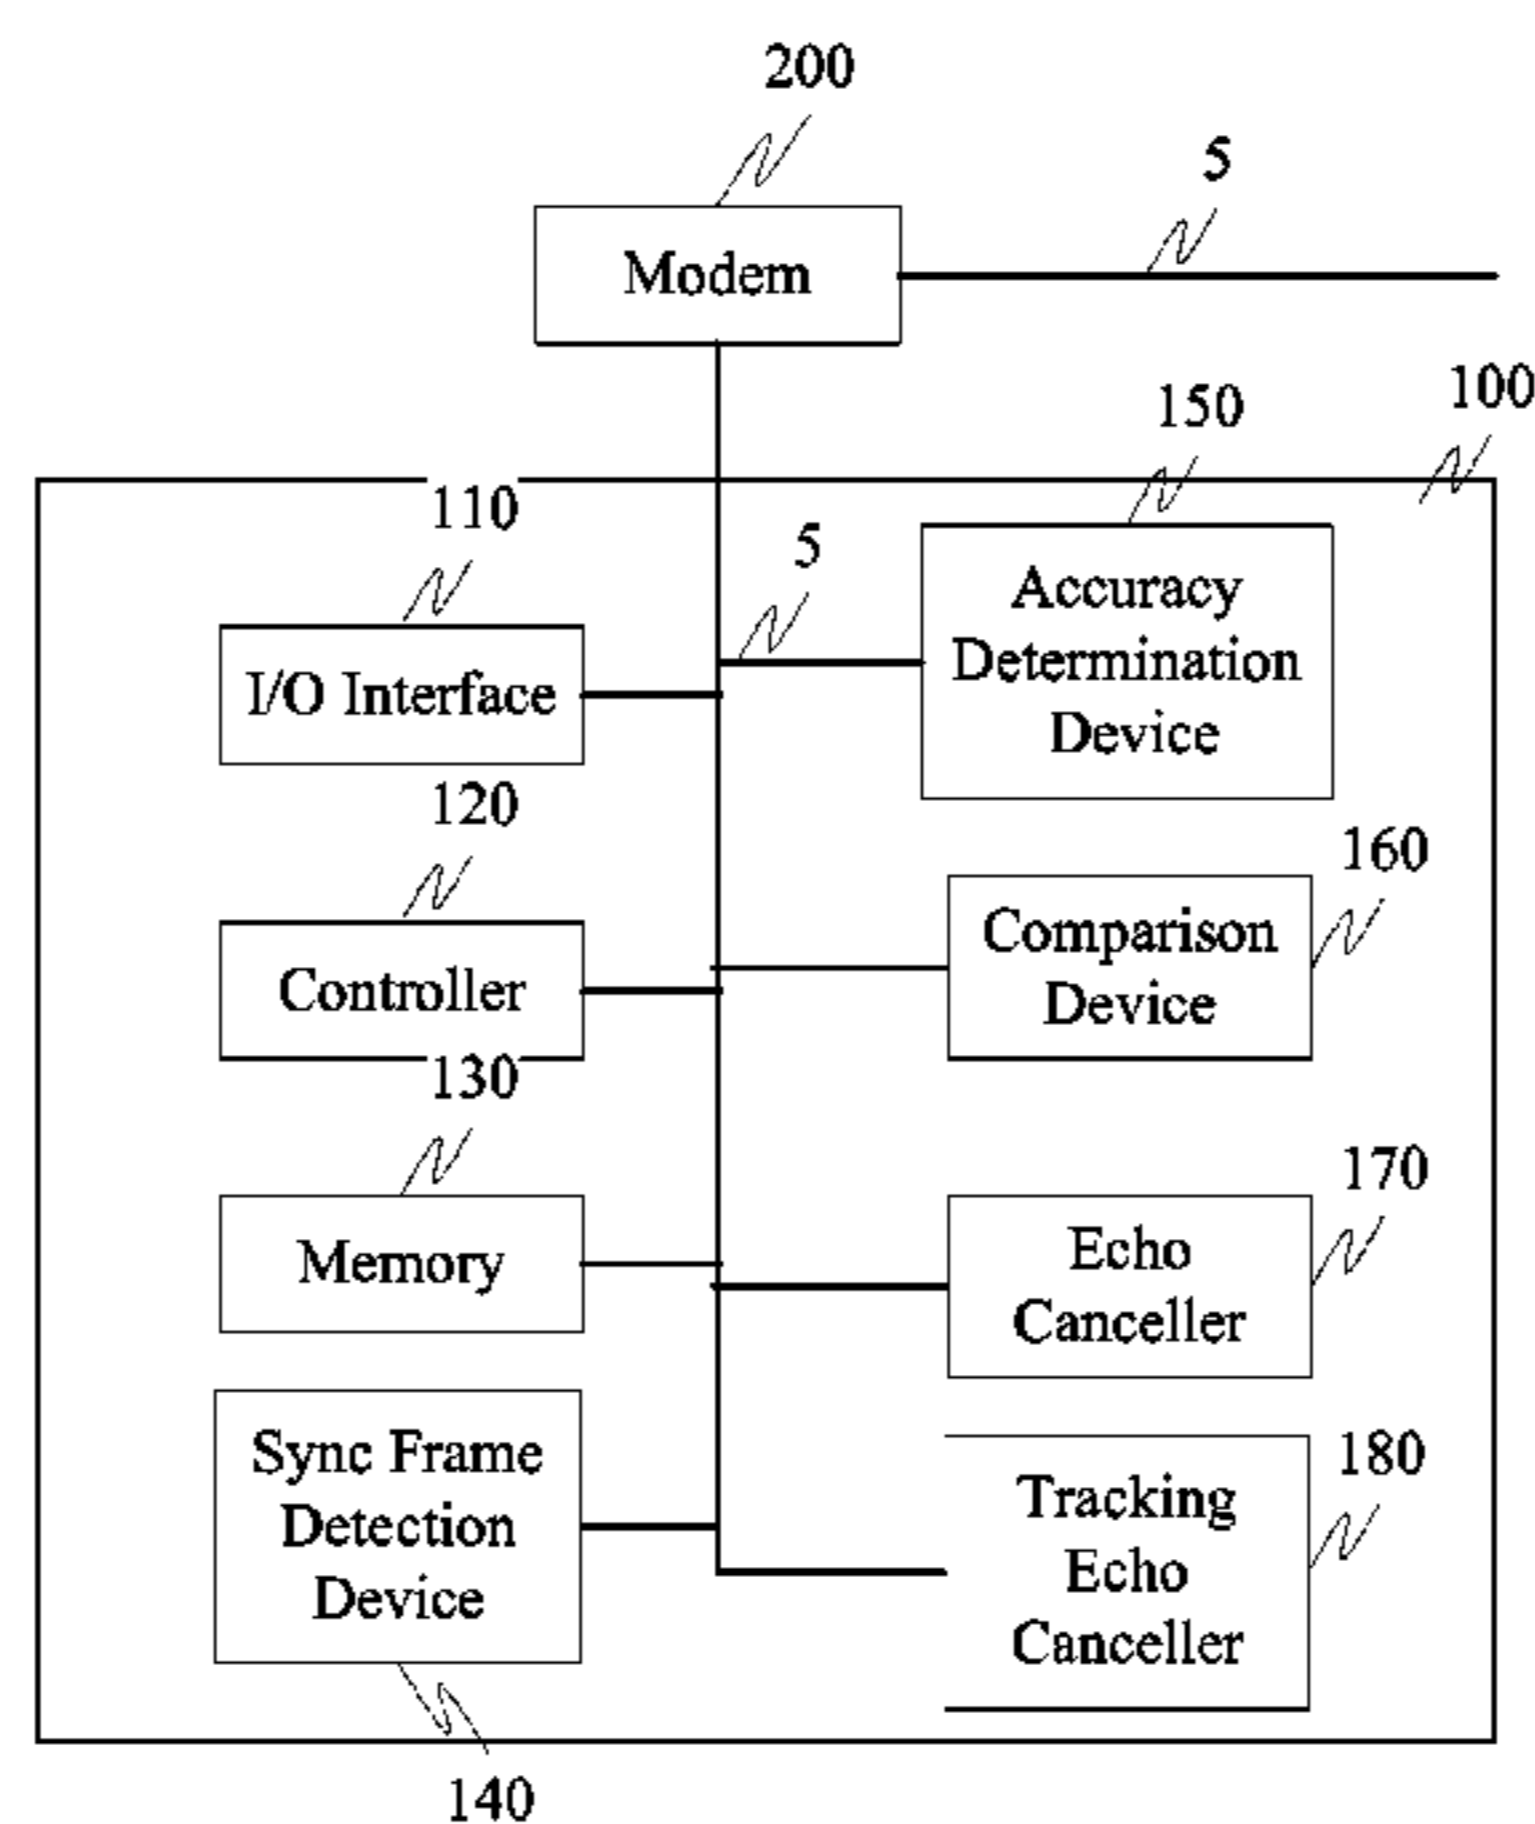 200
5
Modem
100
150
110
5
Accuracy
Determination
Device
I/O Interface
120
160
Comparison
Device
Controller
130
170
Echo
Canceller
Memory
180
Sync Frame
Detection
Device
Tracking
Echo
Canceller
140